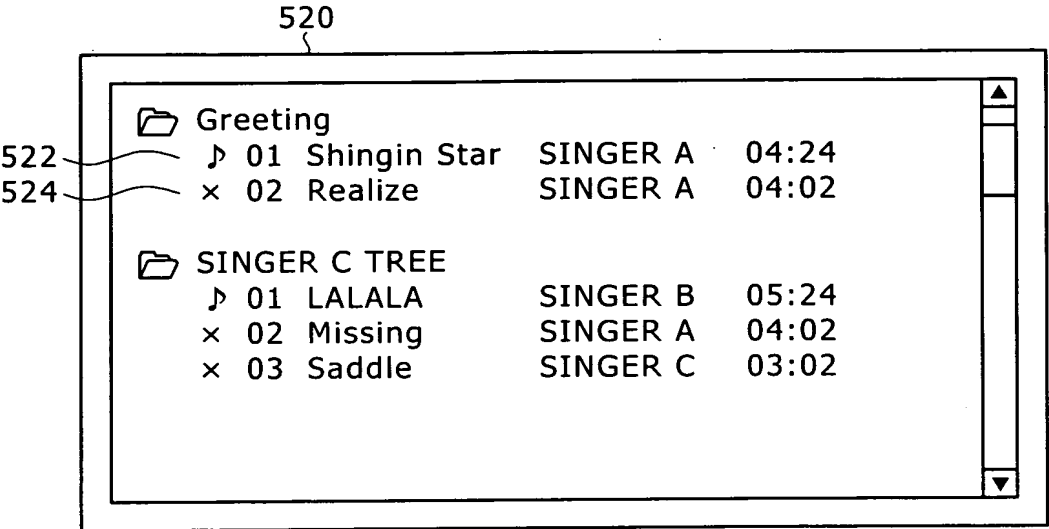 520
Greeting
522 ♪ 01 Shingin Star SINGER A 04:24
524 × 02 Realize SINGER A 04:02
SINGER C TREE
♪ 01 LALALA SINGER B 05:24
× 02 Missing SINGER A 04:02
× 03 Saddle SINGER C 03:02